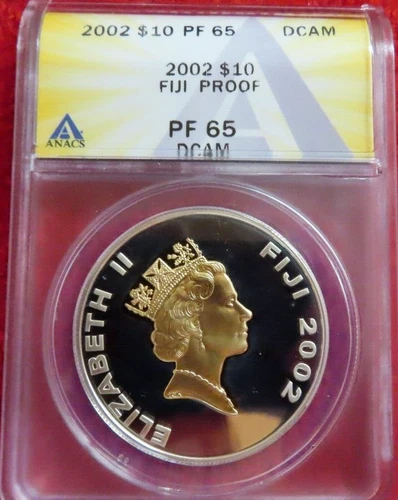 2002 $10 PF 65 DCAM
2002 $10
FIJI PROOF
ANACS
PF 65
DCAM
ELIZABETH II
FIJI 2002